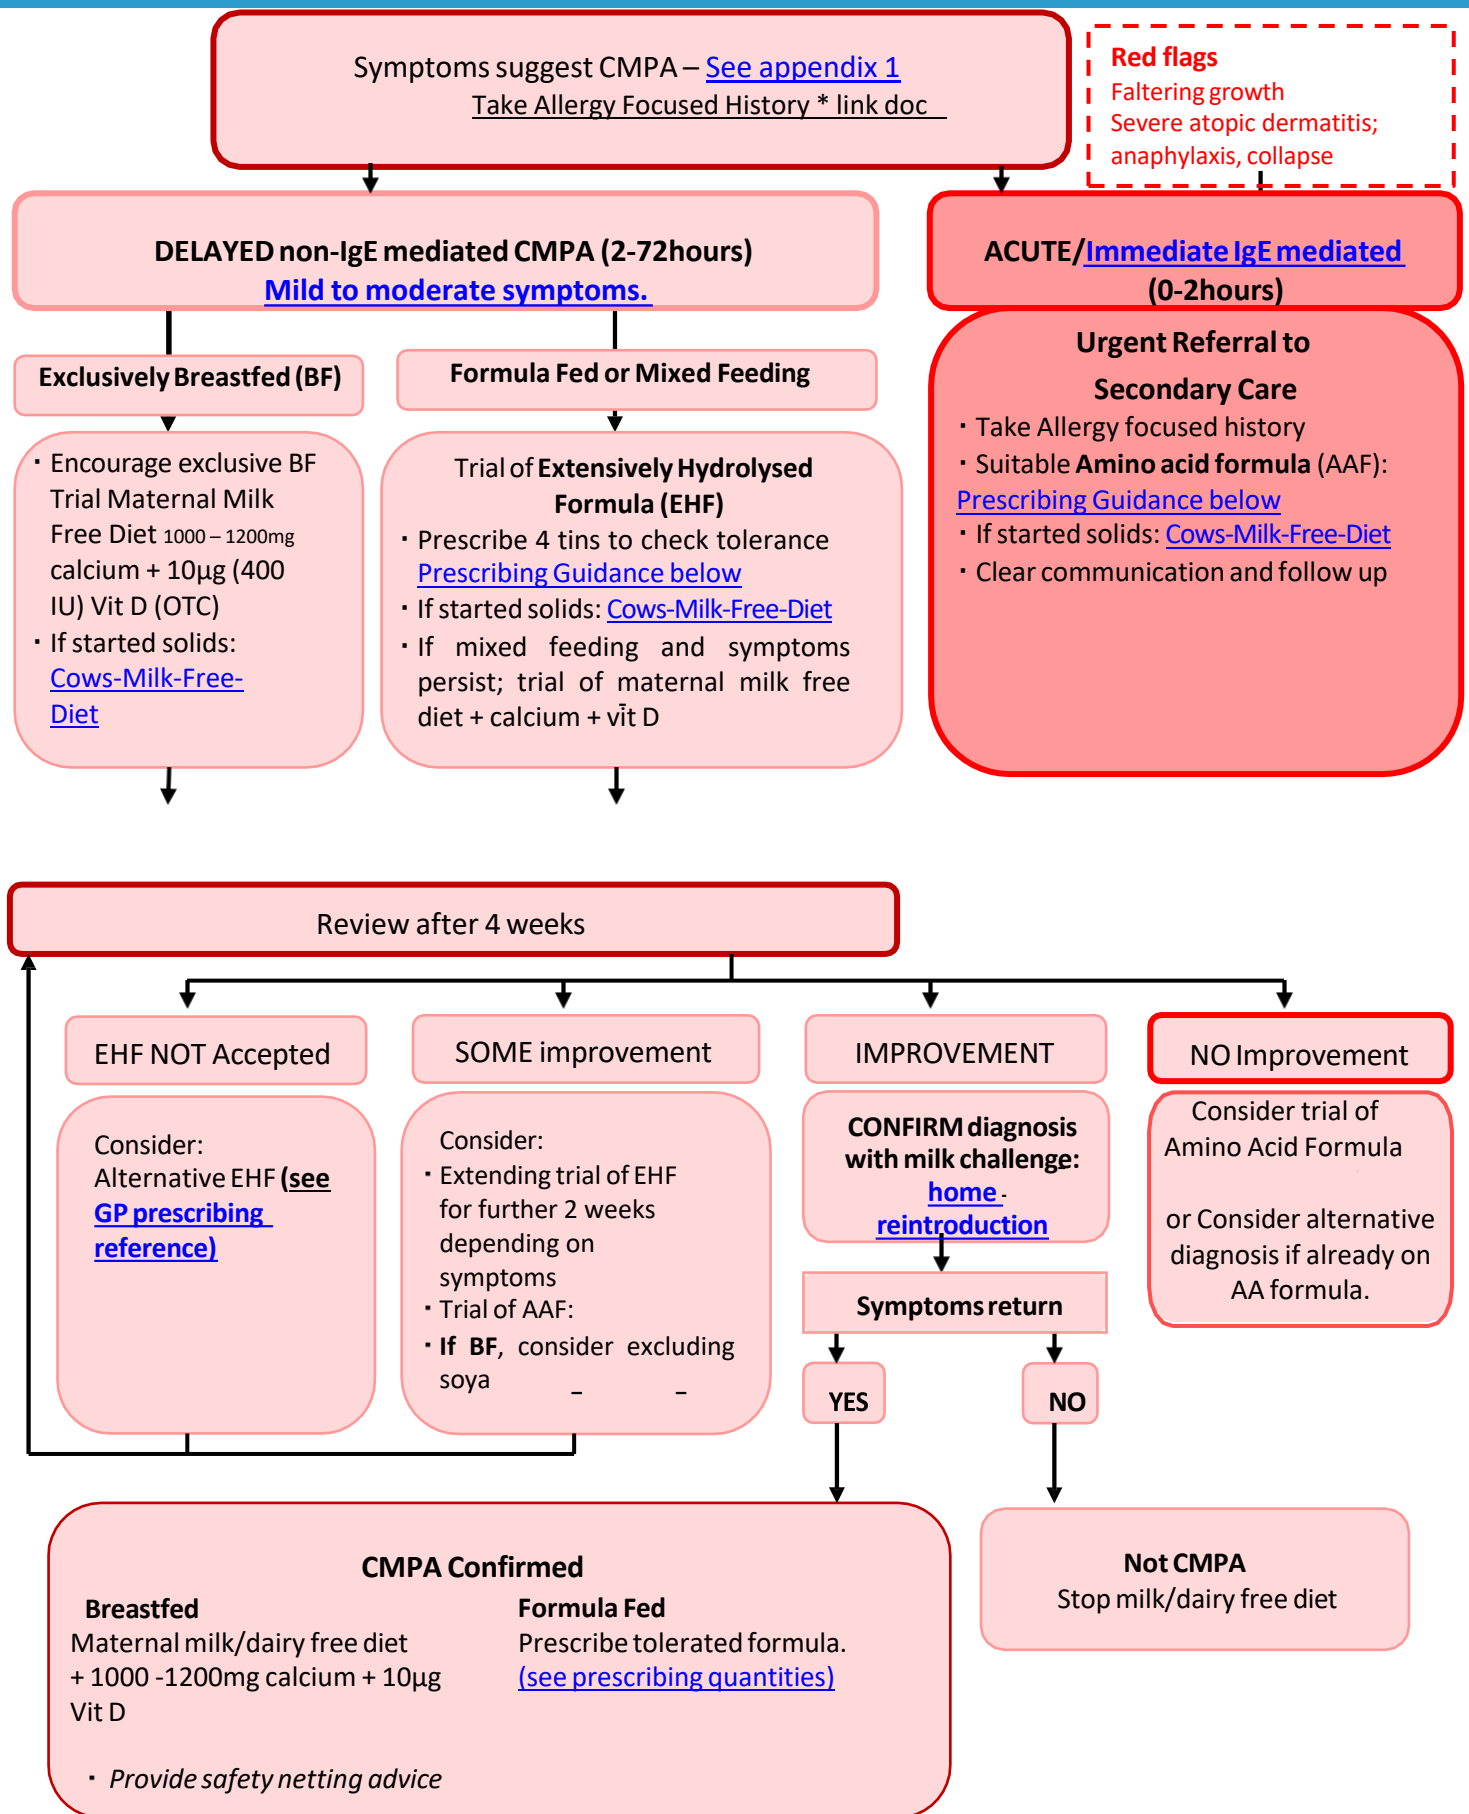 Symptoms suggest CMPA – See appendix 1
Take Allergy Focused History * link doc
Red flags
Faltering growth
Severe atopic dermatitis;
anaphylaxis, collapse
DELAYED non-IgE mediated CMPA (2-72hours)
Mild to moderate symptoms.
ACUTE/Immediate IgE mediated
(0-2hours)
Exclusively Breastfed (BF)
Formula Fed or Mixed Feeding
Urgent Referral to
Secondary Care
· Take Allergy focused history
· Suitable Amino acid formula (AAF):
Prescribing Guidance below
· If started solids: Cows-Milk-Free-Diet
· Clear communication and follow up
· Encourage exclusive BF
Trial Maternal Milk
Free Diet 1000 – 1200mg
calcium + 10µg (400
IU) Vit D (OTC)
· If started solids:
Cows-Milk-Free-
Diet
Trial of Extensively Hydrolysed
Formula (EHF)
· Prescribe 4 tins to check tolerance
Prescribing Guidance below
· If started solids: Cows-Milk-Free-Diet
· If mixed feeding and symptoms
persist; trial of maternal milk free
diet + calcium + vit D
Review after 4 weeks
EHF NOT Accepted
SOME improvement
IMPROVEMENT
NO Improvement
Consider:
Alternative EHF (see
GP prescribing
reference)
Consider:
· Extending trial of EHF
for further 2 weeks
depending on
symptoms
· Trial of AAF:
· If BF, consider excluding
soya
CONFIRM diagnosis
with milk challenge:
home -
reintroduction
Consider trial of
Amino Acid Formula
or Consider alternative
diagnosis if already on
AA formula.
Symptoms return
YES
NO
CMPA Confirmed
Breastfed
Maternal milk/dairy free diet
+ 1000 -1200mg calcium + 10µg
Vit D
Formula Fed
Prescribe tolerated formula.
(see prescribing quantities)
· Provide safety netting advice
Not CMPA
Stop milk/dairy free diet